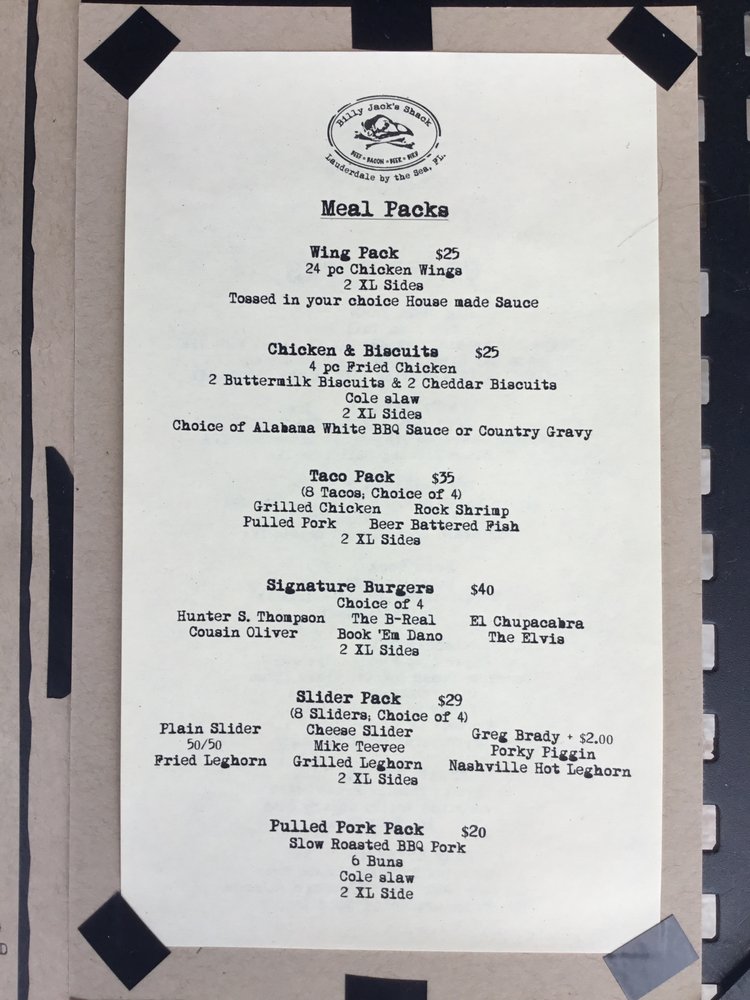 Billy Jack's Shack
BEEF • BACON • BEER • BIRD
Lauderdale by the Sea, FL.
Meal Packs
Wing Pack $25
24 pc Chicken Wings
2 XL Sides
Tossed in your choice House made Sauce
Chicken & Biscuits $25
4 pc Fried Chicken
2 Buttermilk Biscuits & 2 Cheddar Biscuits
Cole slaw
2 XL Sides
Choice of Alabama White BBQ Sauce or Country Gravy
Taco Pack $35
(8 Tacos; Choice of 4)
Grilled Chicken Rock Shrimp
Pulled Pork Beer Battered Fish
2 XL Sides
Signature Burgers $40
Choice of 4
Hunter S. Thompson The B-Real El Chupacabra
Cousin Oliver Book 'Em Dano The Elvis
2 XL Sides
Slider Pack $29
(8 Sliders; Choice of 4)
Plain Slider Cheese Slider Greg Brady + $2.00
50/50 Mike Teevee Porky Piggin
Fried Leghorn Grilled Leghorn Nashville Hot Leghorn
2 XL Sides
Pulled Pork Pack $20
Slow Roasted BBQ Pork
6 Buns
Cole slaw
2 XL Side
D